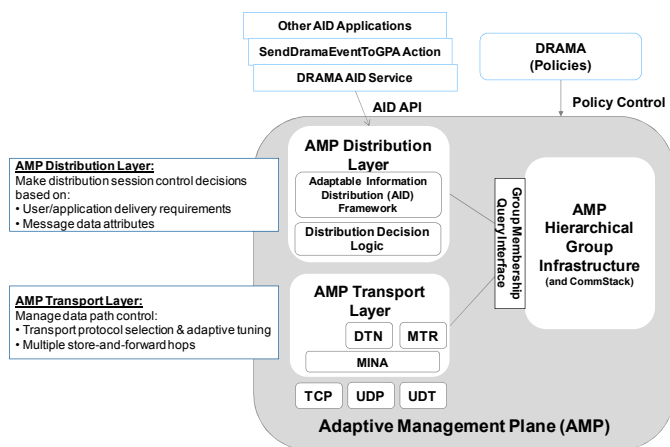 Other AID Applications
SendDramaEventToGPA Action
DRAMA AID Service
DRAMA
(Policies)
AID API
Policy Control
AMP Distribution Layer:
Make distribution session control decisions
based on:
• User/application delivery requirements
• Message data attributes
AMP Distribution
Layer
Adaptable Information
Distribution (AID)
Framework
Distribution Decision
Logic
Group Membership
Query Interface
AMP
Hierarchical
Group
Infrastructure
(and CommStack)
AMP Transport Layer:
Manage data path control:
• Transport protocol selection & adaptive tuning
• Multiple store-and-forward hops
AMP Transport
Layer
DTN
MTR
MINA
TCP
UDP
UDT
Adaptive Management Plane (AMP)